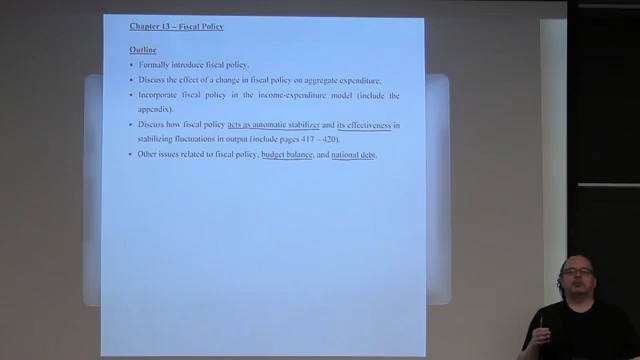 Chapter 13 – Fiscal Policy
Outline
• Formally introduce fiscal policy.
• Discuss the effect of a change in fiscal policy on aggregate expenditure.
• Incorporate fiscal policy in the income-expenditure model (include the
appendix).
• Discuss how fiscal policy acts as automatic stabilizer and its effectiveness in
stabilizing fluctuations in output (include pages 417 – 420).
• Other issues related to fiscal policy, budget balance, and national debt.